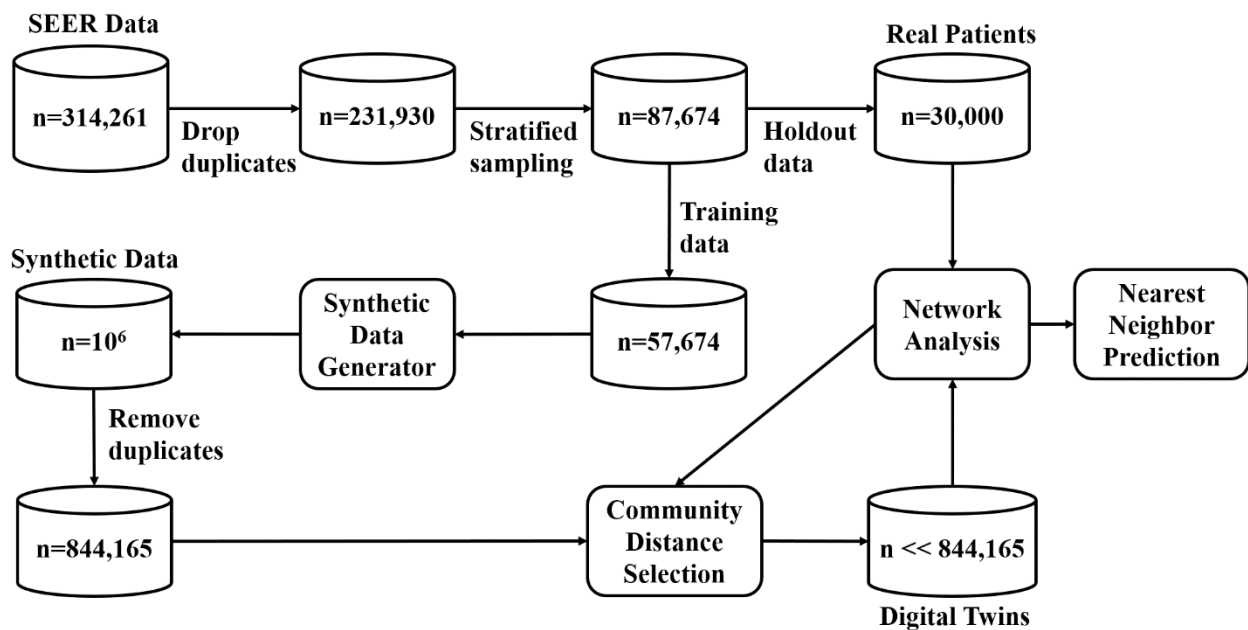 SEER Data
Real Patients
n=314,261
n=231,930
n=87,674
n=30,000
Drop
duplicates
Stratified
sampling
Holdout
data
Training
data
Synthetic Data
n=10⁶
Synthetic
Data
Generator
n=57,674
Network
Analysis
Nearest
Neighbor
Prediction
Remove
duplicates
n=844,165
Community
Distance
Selection
n << 844,165
Digital Twins